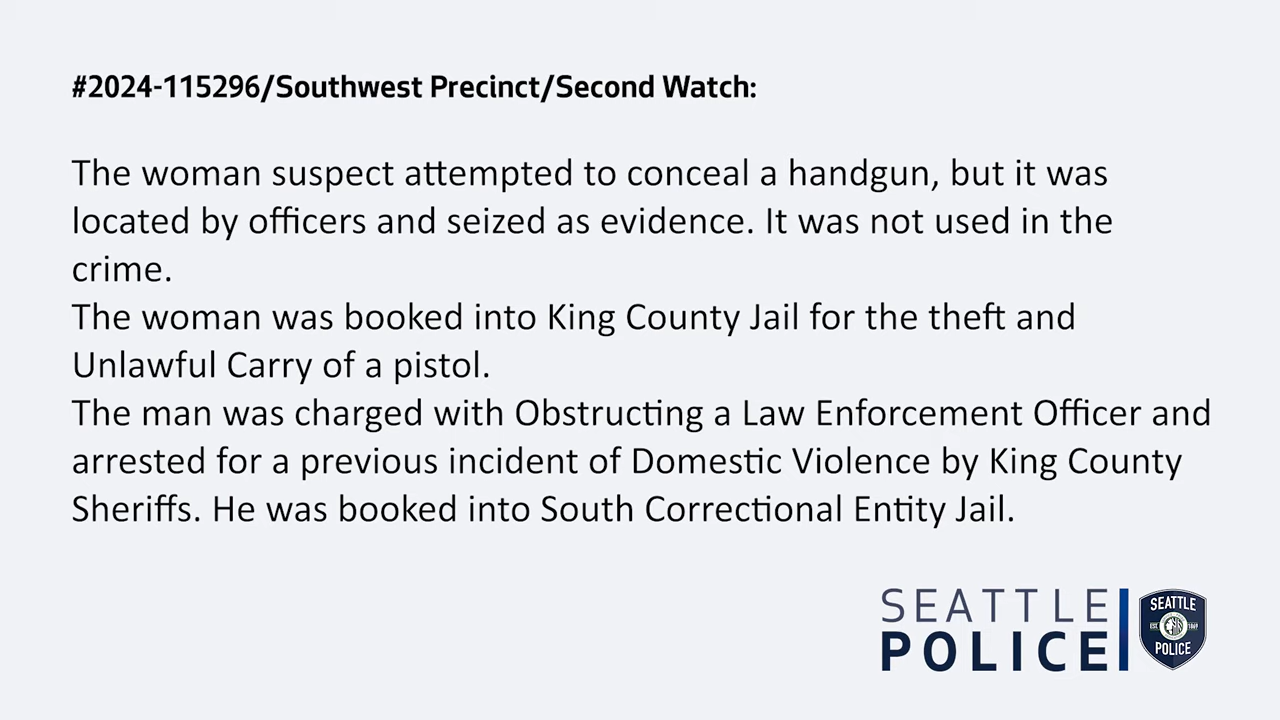 #2024-115296/Southwest Precinct/Second Watch:
The woman suspect attempted to conceal a handgun, but it was
located by officers and seized as evidence. It was not used in the
crime.
The woman was booked into King County Jail for the theft and
Unlawful Carry of a pistol.
The man was charged with Obstructing a Law Enforcement Officer and
arrested for a previous incident of Domestic Violence by King County
Sheriffs. He was booked into South Correctional Entity Jail.
SEATTLE
POLICE
SEATTLE
EST. 1869
POLICE